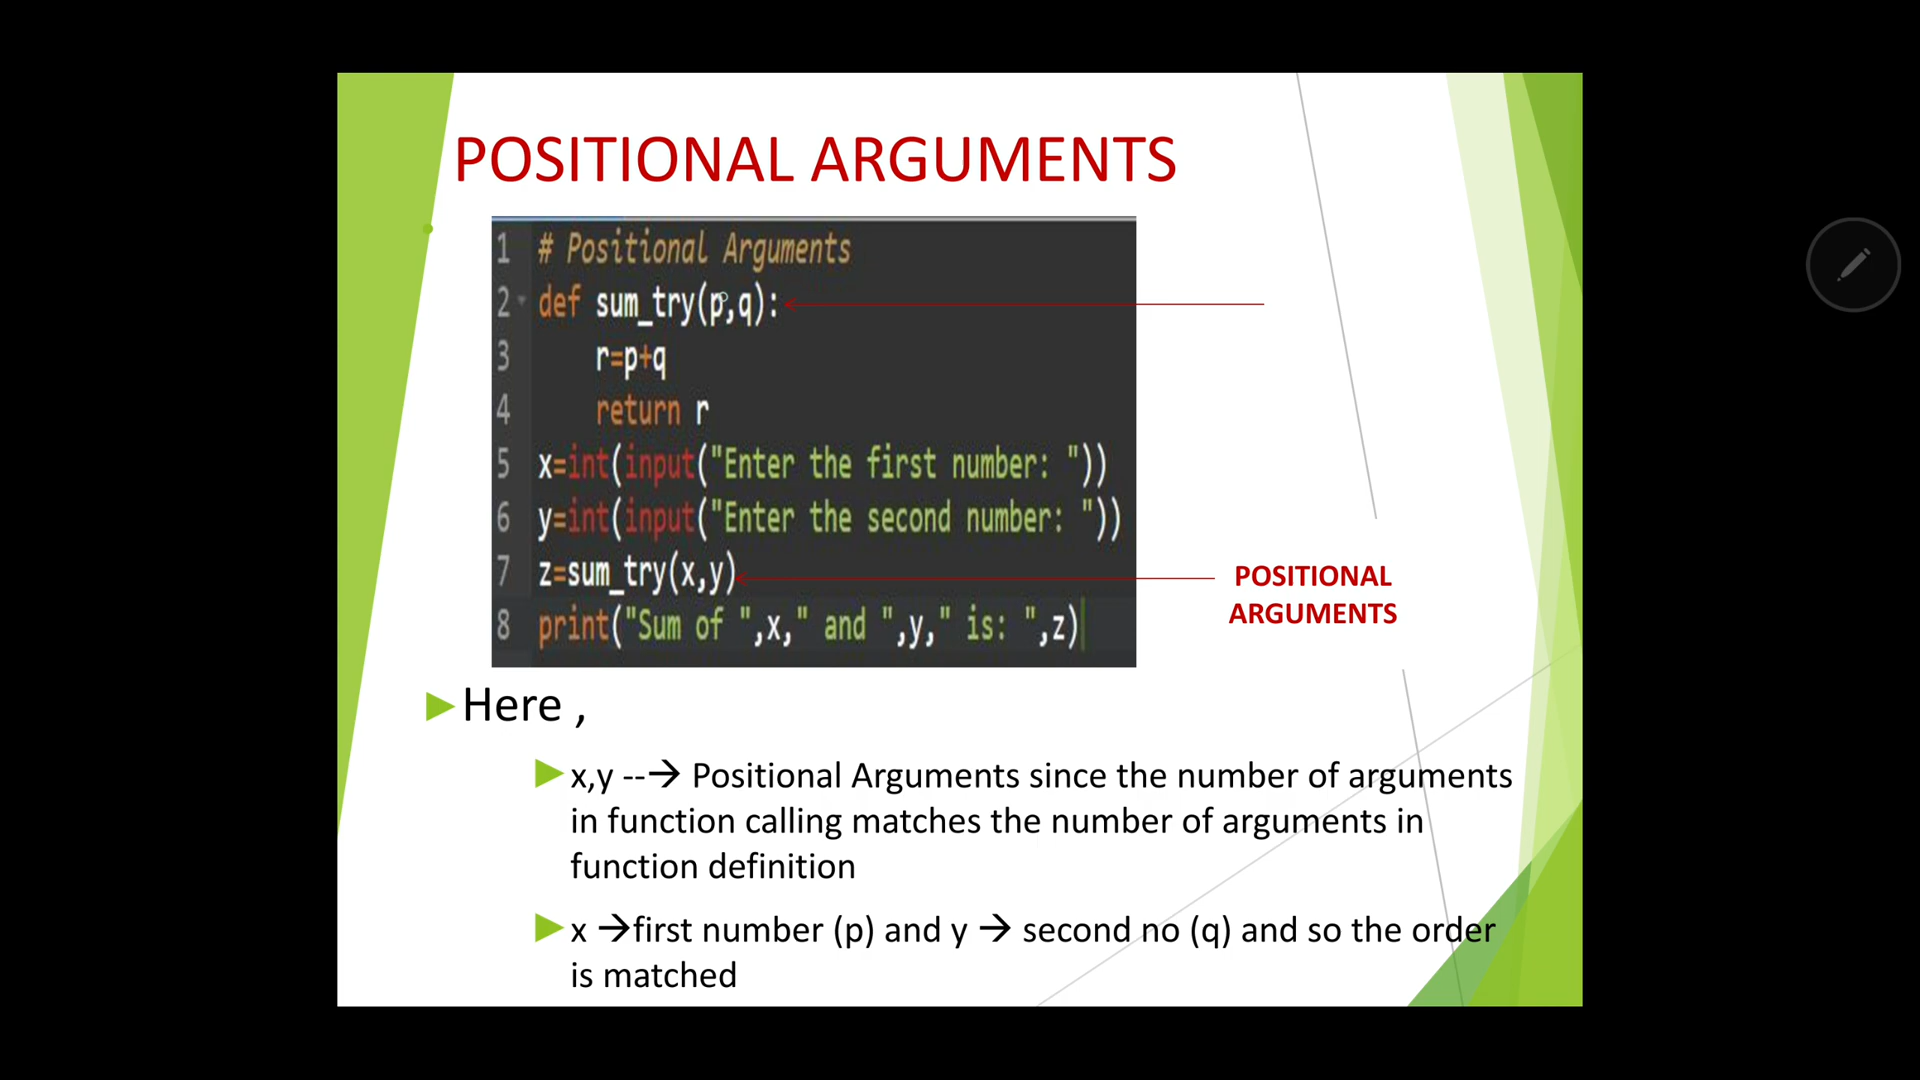 POSITIONAL ARGUMENTS
1 # Positional Arguments
2 def sum_try(p,q):
3 r=p+q
4 return r
5 x=int(input("Enter the first number: "))
6 y=int(input("Enter the second number: "))
7 z=sum_try(x,y)
8 print("Sum of ",x," and ",y," is: ",z)
POSITIONAL
ARGUMENTS
Here ,
x,y --→ Positional Arguments since the number of arguments
in function calling matches the number of arguments in
function definition
x →first number (p) and y → second no (q) and so the order
is matched